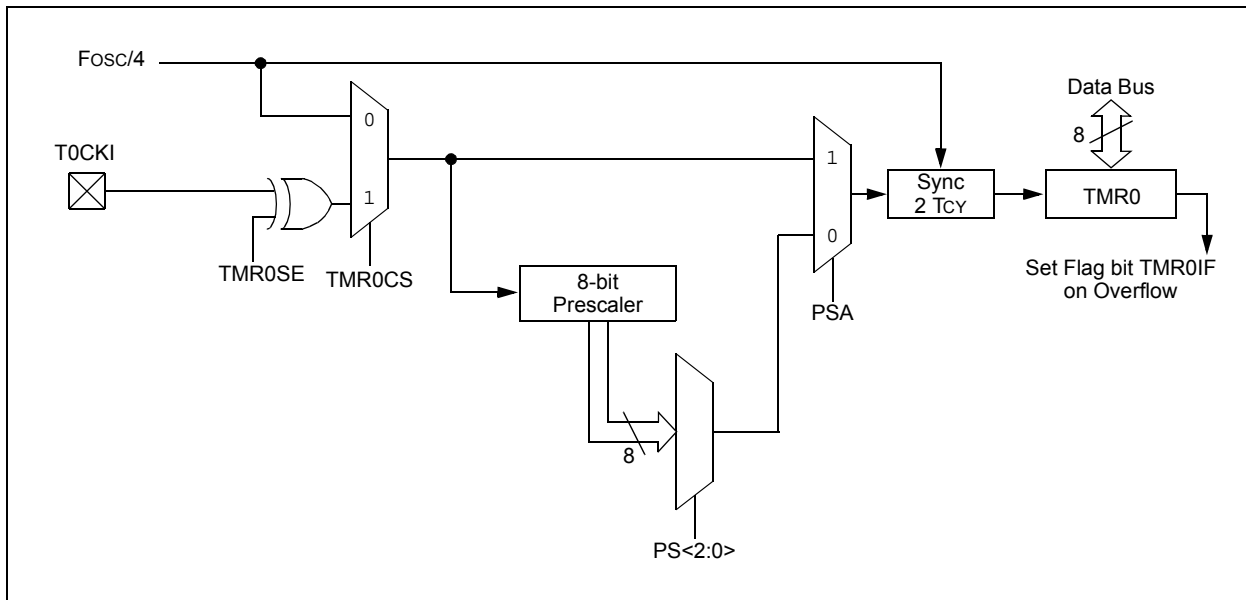 FOSC/4
Data Bus
8
0
T0CKI
1
Sync
2 TCY
TMR0
1
0
TMR0SE
TMR0CS
8-bit
Prescaler
PSA
Set Flag bit TMR0IF
on Overflow
8
PS<2:0>